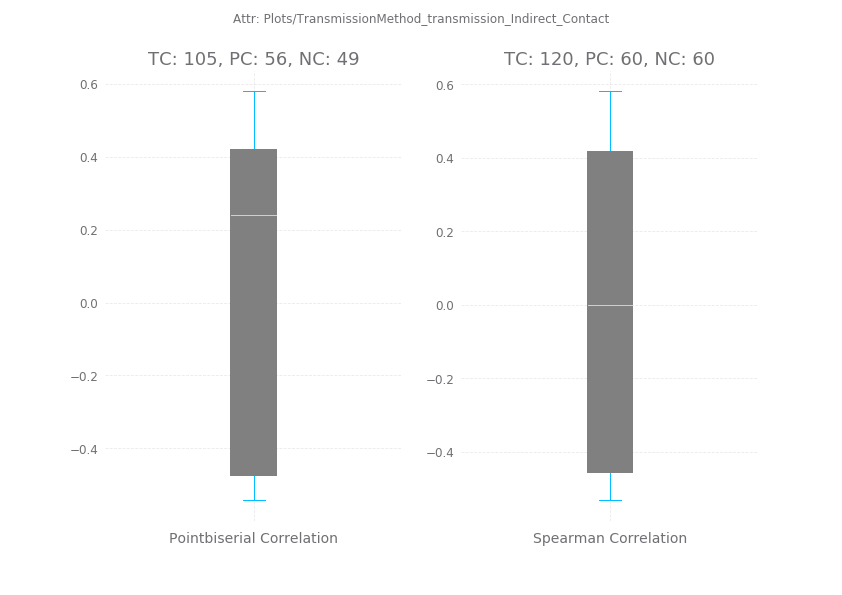 Attr: Plots/TransmissionMethod_transmission_Indirect_Contact
TC: 105, PC: 56, NC: 49
0.6
0.4
0.2
0.0
−0.2
−0.4
Pointbiserial Correlation
TC: 120, PC: 60, NC: 60
0.6
0.4
0.2
0.0
−0.2
−0.4
Spearman Correlation